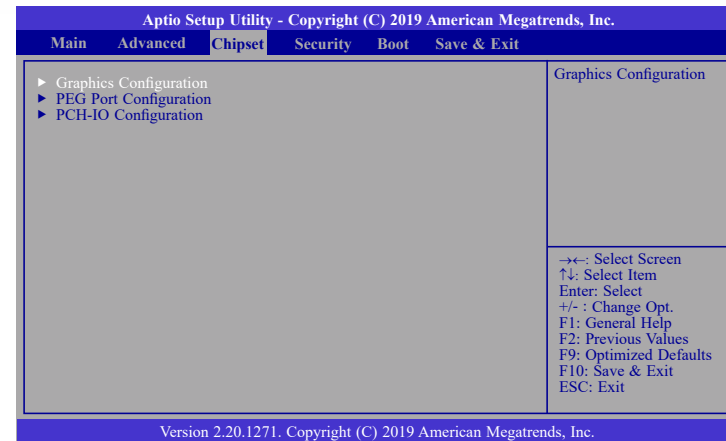 Aptio Setup Utility - Copyright (C) 2019 American Megatrends, Inc.
Main Advanced Chipset Security Boot Save & Exit
► Graphics Configuration
► PEG Port Configuration
► PCH-IO Configuration
Graphics Configuration
→←: Select Screen
↑↓: Select Item
Enter: Select
+/- : Change Opt.
F1: General Help
F2: Previous Values
F9: Optimized Defaults
F10: Save & Exit
ESC: Exit
Version 2.20.1271. Copyright (C) 2019 American Megatrends, Inc.